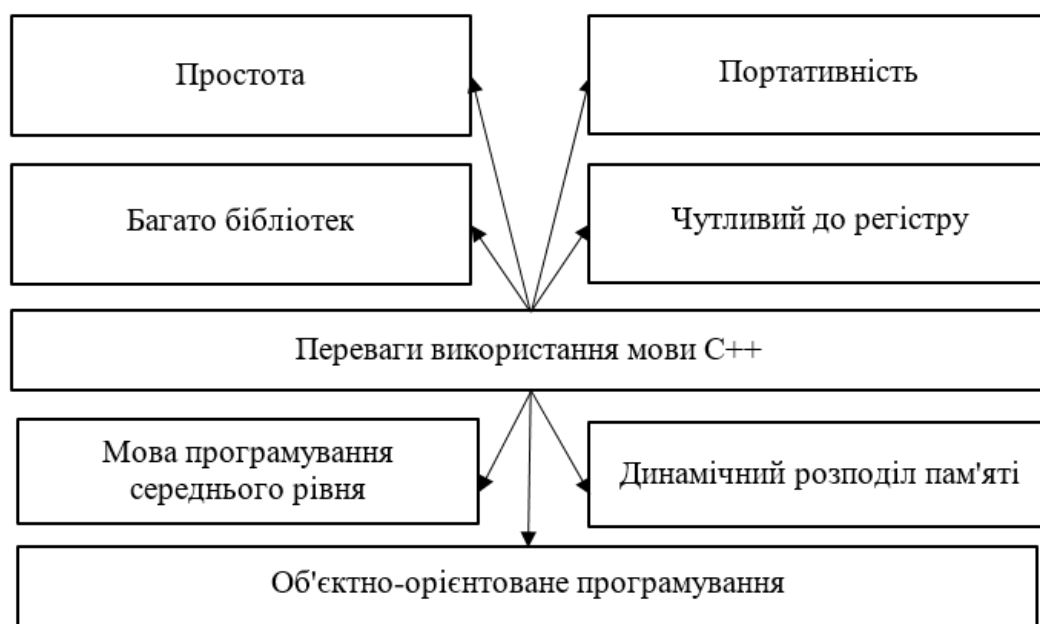 Простота
Портативність
Багато бібліотек
Чутливий до регістру
Переваги використання мови C++
Мова програмування
середнього рівня
Динамічний розподіл пам'яті
Об'єктно-орієнтоване програмування